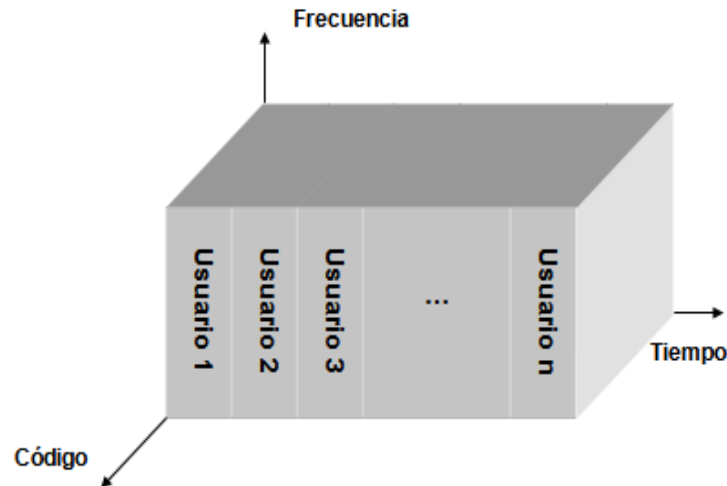 Frecuencia
Usuario 1
Usuario 2
Usuario 3
...
Usuario n
Tiempo
Código